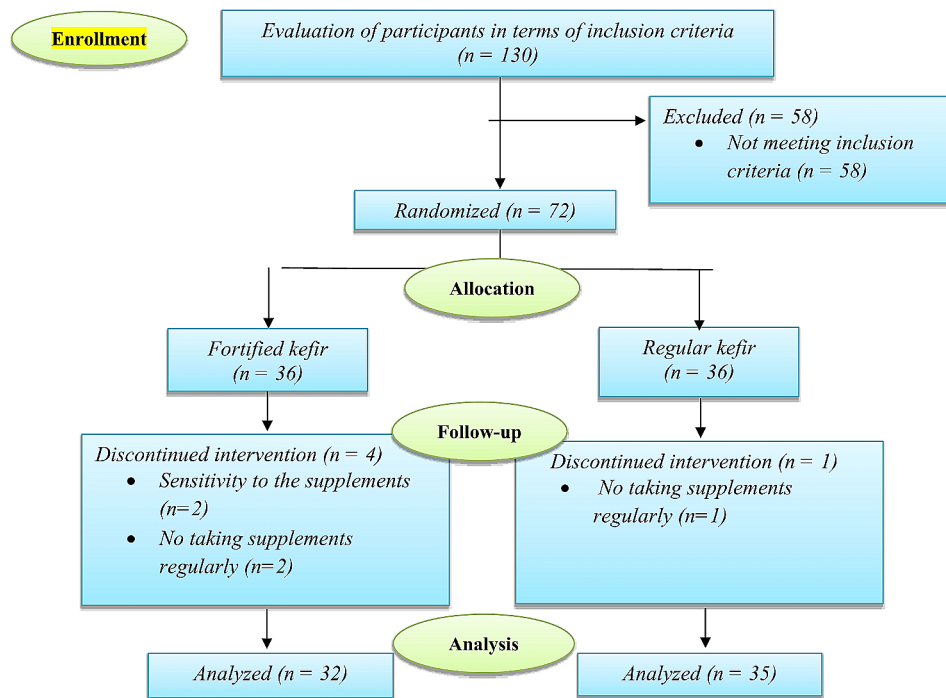 Enrollment
Evaluation of participants in terms of inclusion criteria
(n = 130)
Excluded (n = 58)
• Not meeting inclusion
criteria (n = 58)
Randomized (n = 72)
Allocation
Fortified kefir
(n = 36)
Regular kefir
(n = 36)
Follow-up
Discontinued intervention (n = 4)
• Sensitivity to the supplements
(n=2)
• No taking supplements
regularly (n=2)
Discontinued intervention (n = 1)
• No taking supplements
regularly (n=1)
Analysis
Analyzed (n = 32)
Analyzed (n = 35)